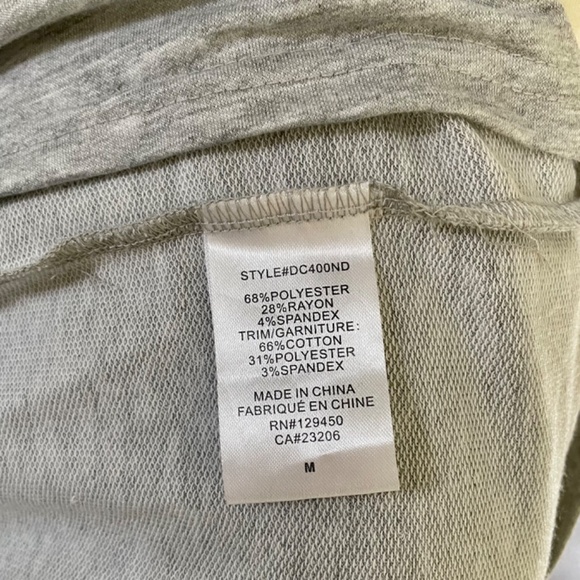 STYLE#DC400ND
68%POLYESTER
28%RAYON
4%SPANDEX
TRIM/GARNITURE:
66%COTTON
31%POLYESTER
3%SPANDEX
MADE IN CHINA
FABRIQUÉ EN CHINE
RN#129450
CA#23206
M